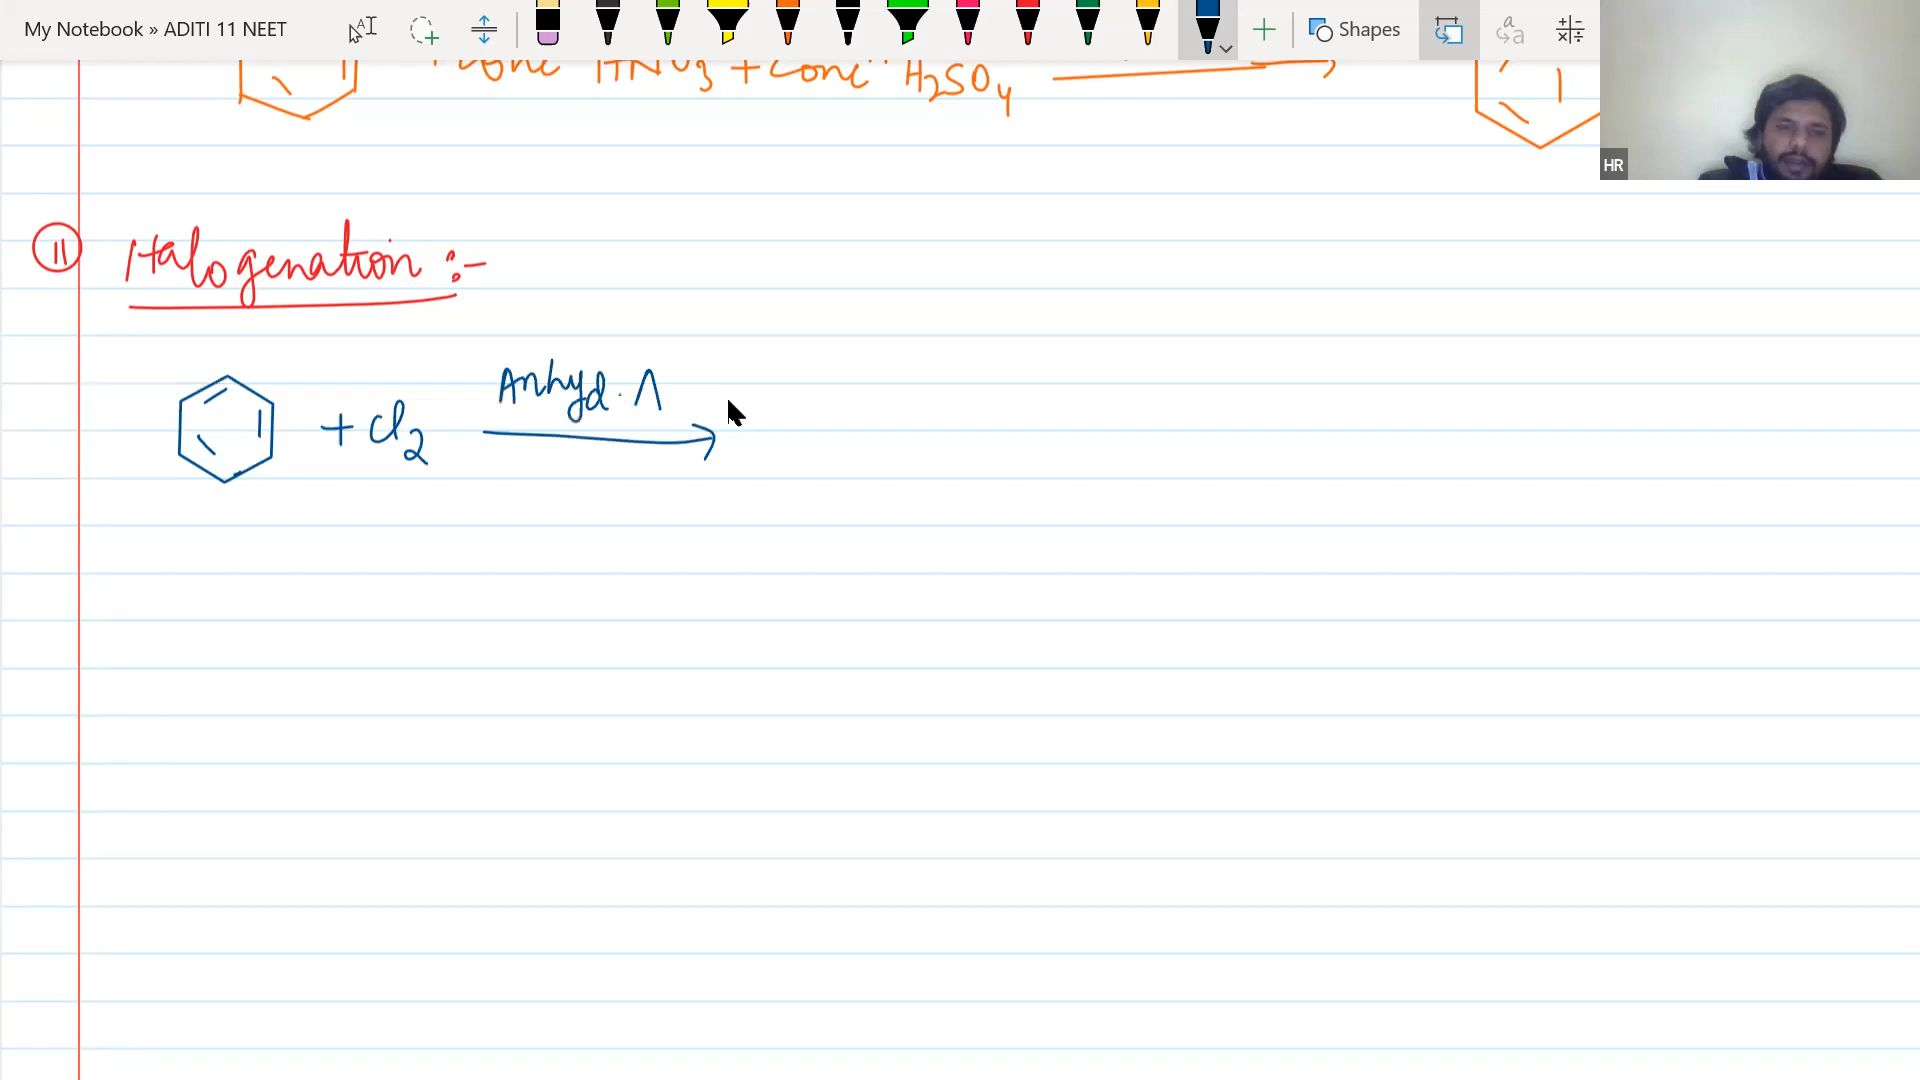 My Notebook » ADITI 11 NEET
Shapes
+ Conc HNO3 + Conc. H2SO4
HR
11 Halogenation :-
Anhyd. A
+ Cl2